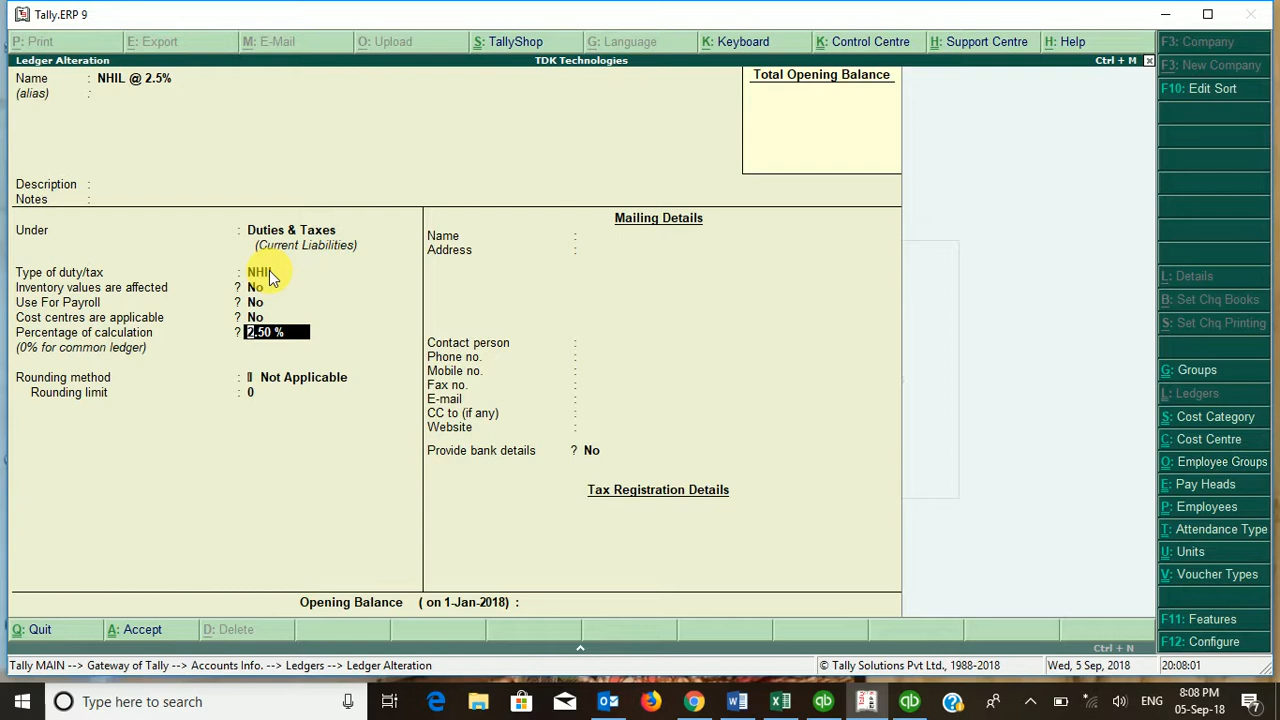 Tally.ERP 9
P: Print E: Export M: E-Mail O: Upload S: TallyShop G: Language K: Keyboard K: Control Centre H: Support Centre H: Help
Ledger Alteration TDK Technologies Ctrl + M
Name : NHIL @ 2.5%
(alias) :
Total Opening Balance
Description :
Notes :
Under : Duties & Taxes
(Current Liabilities)
Type of duty/tax : NHIL
Inventory values are affected ? No
Use For Payroll ? No
Cost centres are applicable ? No
Percentage of calculation ? 2.50 %
(0% for common ledger)
Rounding method : Not Applicable
Rounding limit : 0
Mailing Details
Name :
Address :
Contact person :
Phone no. :
Mobile no. :
Fax no. :
E-mail :
CC to (if any) :
Website :
Provide bank details ? No
Tax Registration Details
Opening Balance ( on 1-Jan-2018) :
F3: Company
F3: New Company
F10: Edit Sort
L: Details
B: Set Chq Books
S: Set Chq Printing
G: Groups
L: Ledgers
S: Cost Category
C: Cost Centre
O: Employee Groups
E: Pay Heads
P: Employees
T: Attendance Type
U: Units
V: Voucher Types
F11: Features
F12: Configure
Q: Quit A: Accept D: Delete
Ctrl + N
Tally MAIN --> Gateway of Tally --> Accounts Info. --> Ledgers --> Ledger Alteration © Tally Solutions Pvt Ltd., 1988-2018 Wed, 5 Sep, 2018 20:08:01
Type here to search
ENG
8:08 PM
05-Sep-18
7